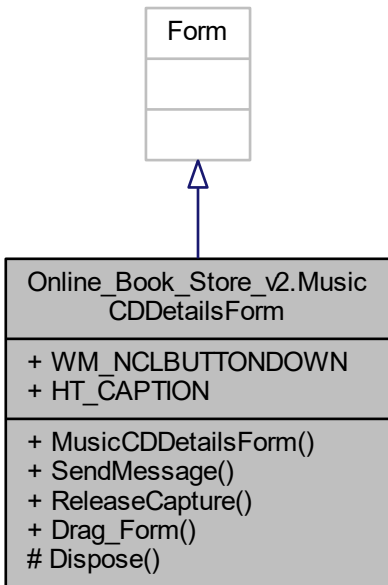 Form
Online_Book_Store_v2.Music
CDDetailsForm
+ WM_NCLBUTTONDOWN
+ HT_CAPTION
+ MusicCDDetailsForm()
+ SendMessage()
+ ReleaseCapture()
+ Drag_Form()
# Dispose()